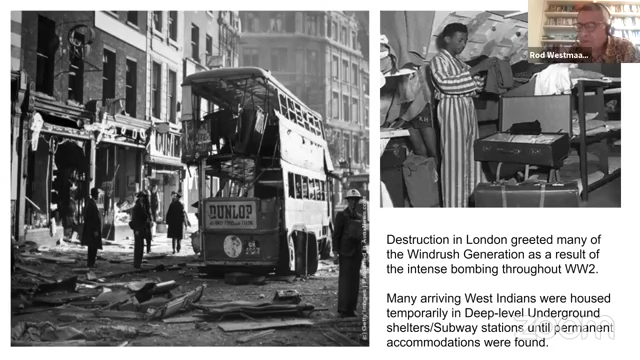 Rod Westmaa...
DUNLOP
Destruction in London greeted many of
the Windrush Generation as a result of
the intense bombing throughout WW2.
Many arriving West Indians were housed
temporarily in Deep-level Underground
shelters/Subway stations until permanent
accommodations were found.
zoom